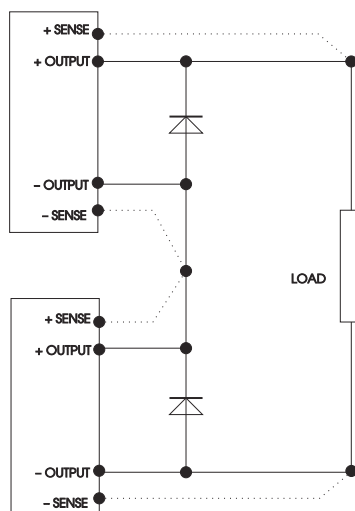 + SENSE
+ OUTPUT
– OUTPUT
– SENSE
LOAD
+ SENSE
+ OUTPUT
– OUTPUT
– SENSE